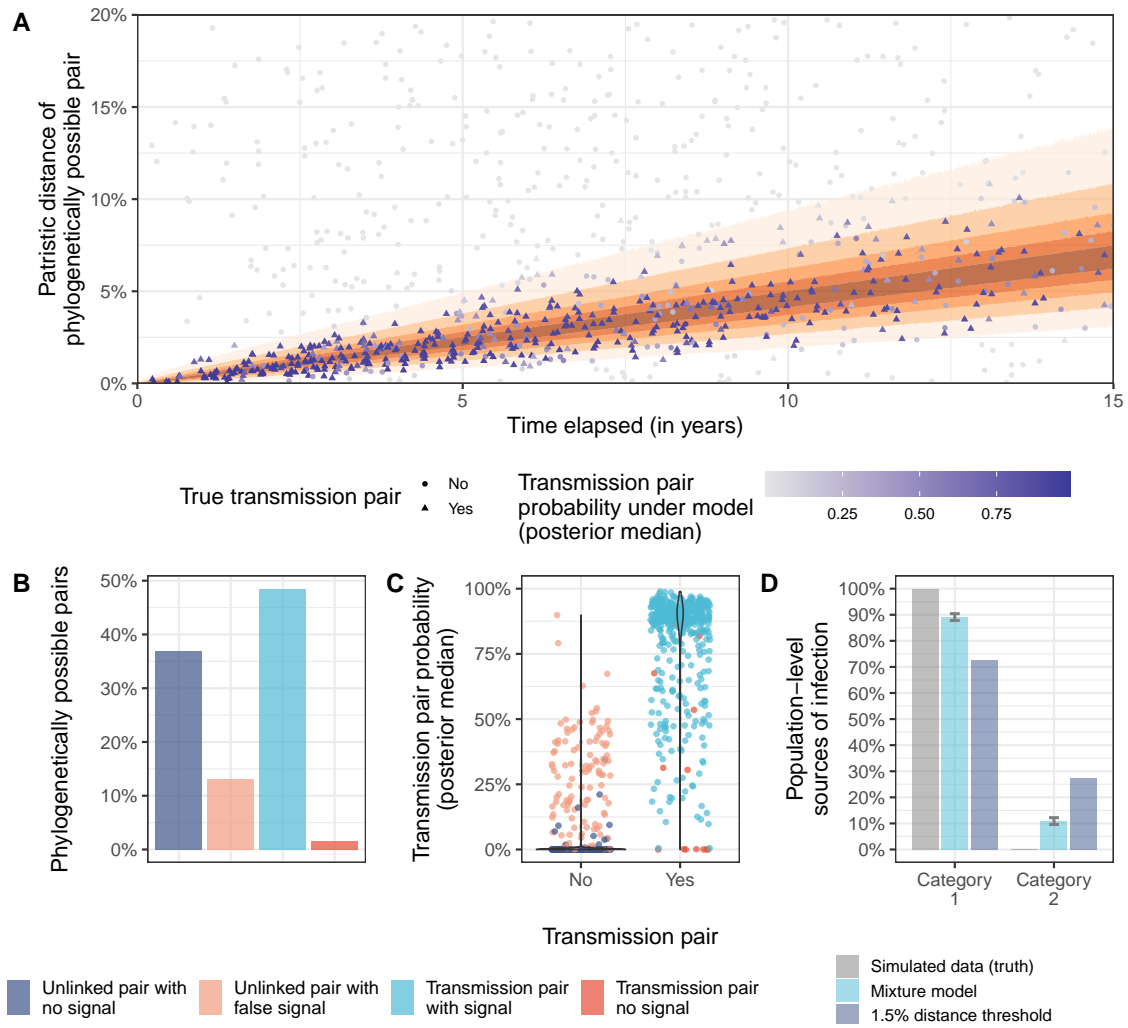 A
20%
15%
10%
5%
0%
Patristic distance of
phylogenetically possible pair
0
5
10
15
Time elapsed (in years)
True transmission pair
No
Yes
Transmission pair
probability under model
(posterior median)
0.25
0.50
0.75
B
Phylogenetically possible pairs
50%
40%
30%
20%
10%
0%
C
Transmission pair probability
(posterior median)
100%
75%
50%
25%
0%
No
Yes
Transmission pair
D
Population−level
sources of infection
100%
90%
80%
70%
60%
50%
40%
30%
20%
10%
0%
Category
1
Category
2
Unlinked pair with
no signal
Unlinked pair with
false signal
Transmission pair
with signal
Transmission pair
no signal
Simulated data (truth)
Mixture model
1.5% distance threshold